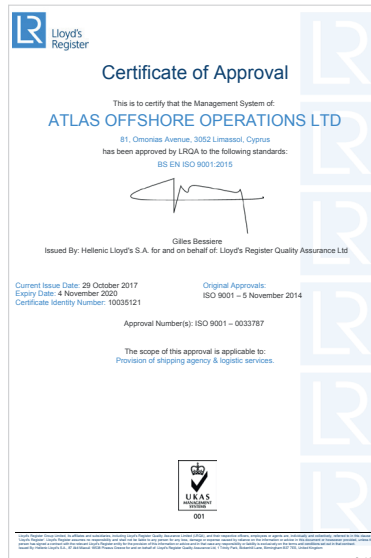 Lloyd's
Register
Certificate of Approval
This is to certify that the Management System of:
ATLAS OFFSHORE OPERATIONS LTD
81, Omonias Avenue, 3052 Limassol, Cyprus
has been approved by LRQA to the following standards:
BS EN ISO 9001:2015
Gilles Bessiere
Issued By: Hellenic Lloyd's S.A. for and on behalf of: Lloyd's Register Quality Assurance Ltd
Current Issue Date: 29 October 2017
Expiry Date: 4 November 2020
Certificate Identity Number: 10035121
Original Approvals:
ISO 9001 – 5 November 2014
Approval Number(s): ISO 9001 – 0033787
The scope of this approval is applicable to:
Provision of shipping agency & logistic services.
UKAS
MANAGEMENT
SYSTEMS
001